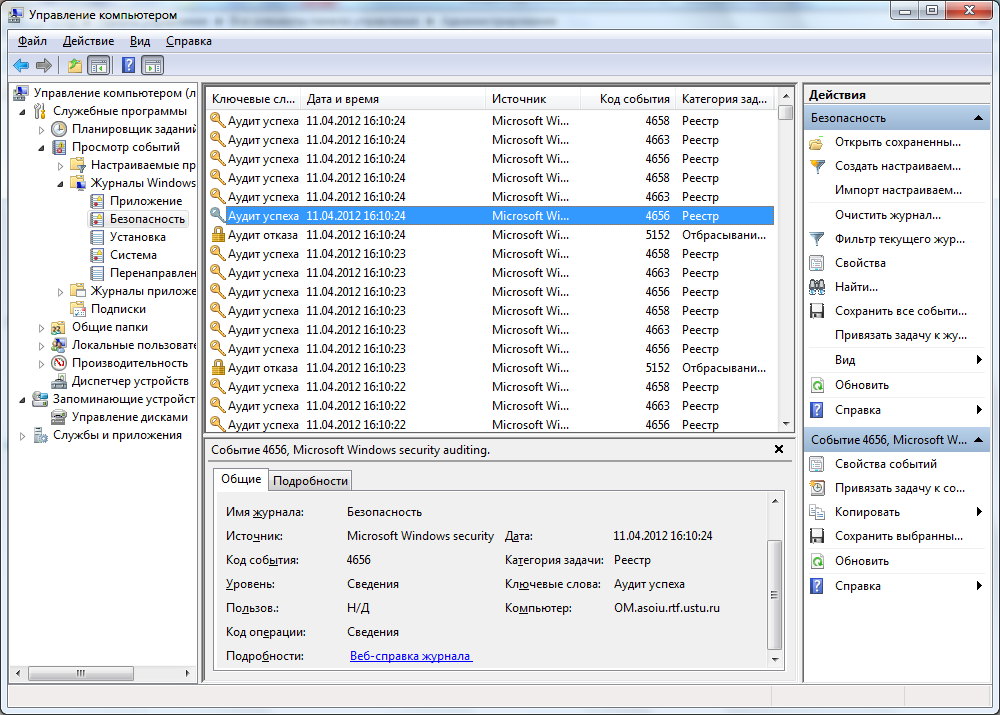 Управление компьютером
Файл Действие Вид Справка
Управление компьютером (л
Служебные программы
Планировщик заданий
Просмотр событий
Настраиваемые пр
Журналы Windows
Приложение
Безопасность
Установка
Система
Перенаправлен
Журналы приложе
Подписки
Общие папки
Локальные пользовате
Производительность
Диспетчер устройств
Запоминающие устройст
Управление дисками
Службы и приложения
Ключевые сл... Дата и время Источник Код события Категория зад...
Аудит успеха 11.04.2012 16:10:24 Microsoft Wi... 4658 Реестр
Аудит успеха 11.04.2012 16:10:24 Microsoft Wi... 4663 Реестр
Аудит успеха 11.04.2012 16:10:24 Microsoft Wi... 4656 Реестр
Аудит успеха 11.04.2012 16:10:24 Microsoft Wi... 4658 Реестр
Аудит успеха 11.04.2012 16:10:24 Microsoft Wi... 4663 Реестр
Аудит успеха 11.04.2012 16:10:24 Microsoft Wi... 4656 Реестр
Аудит отказа 11.04.2012 16:10:24 Microsoft Wi... 5152 Отбрасывани...
Аудит успеха 11.04.2012 16:10:23 Microsoft Wi... 4658 Реестр
Аудит успеха 11.04.2012 16:10:23 Microsoft Wi... 4663 Реестр
Аудит успеха 11.04.2012 16:10:23 Microsoft Wi... 4656 Реестр
Аудит успеха 11.04.2012 16:10:23 Microsoft Wi... 4658 Реестр
Аудит успеха 11.04.2012 16:10:23 Microsoft Wi... 4663 Реестр
Аудит успеха 11.04.2012 16:10:23 Microsoft Wi... 4656 Реестр
Аудит отказа 11.04.2012 16:10:23 Microsoft Wi... 5152 Отбрасывани...
Аудит успеха 11.04.2012 16:10:22 Microsoft Wi... 4658 Реестр
Аудит успеха 11.04.2012 16:10:22 Microsoft Wi... 4663 Реестр
Аудит успеха 11.04.2012 16:10:22 Microsoft Wi... 4656 Реестр
Событие 4656, Microsoft Windows security auditing.
Общие Подробности
Имя журнала: Безопасность
Источник: Microsoft Windows security Дата: 11.04.2012 16:10:24
Код события: 4656 Категория задачи: Реестр
Уровень: Сведения Ключевые слова: Аудит успеха
Пользов.: Н/Д Компьютер: OM.asoiu.rtf.ustu.ru
Код операции: Сведения
Подробности: Веб-справка журнала
Действия
Безопасность
Открыть сохраненны...
Создать настраиваем...
Импорт настраиваем...
Очистить журнал...
Фильтр текущего жур...
Свойства
Найти...
Сохранить все событи...
Привязать задачу к жу...
Вид
Обновить
Справка
Событие 4656, Microsoft W...
Свойства событий
Привязать задачу к со...
Копировать
Сохранить выбранны...
Обновить
Справка